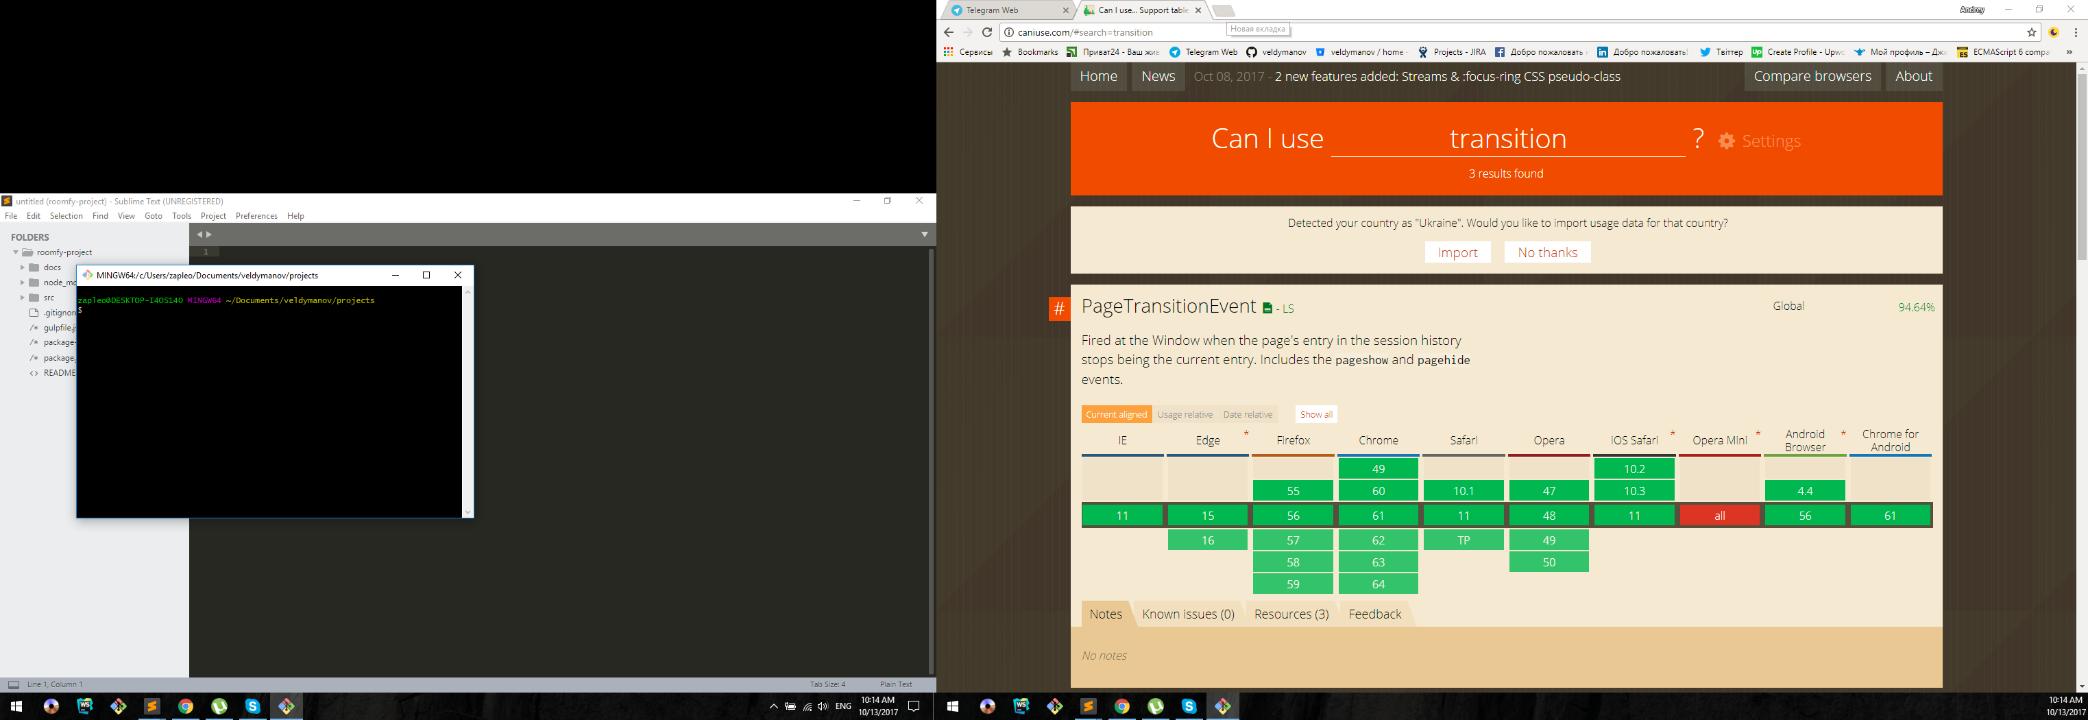 untitled (roomfy-project) - Sublime Text (UNREGISTERED)
File Edit Selection Find View Goto Tools Project Preferences Help
FOLDERS
roomfy-project
docs
node_mo
src
.gitignor
gulpfile.j
package-
package.
README
1
MINGW64:/c/Users/zapleo/Documents/veldymanov/projects
zapleo@DESKTOP-I4OS14O MINGW64 ~/Documents/veldymanov/projects
$
Line 1, Column 1
Tab Size: 4
Plain Text
ENG
10:14 AM
10/13/2017
Telegram Web
Can I use... Support table
Andrey
Новая вкладка
caniuse.com/#search=transition
Сервисы
Bookmarks
Приват24 - Ваш жив
Telegram Web
veldymanov
veldymanov / home
Projects - JIRA
Добро пожаловать
Добро пожаловать!
Твіттер
Create Profile - Upwo
Мой профиль – Дж
ECMAScript 6 compa
»
Home
News
Oct 08, 2017 - 2 new features added: Streams & :focus-ring CSS pseudo-class
Compare browsers
About
Can I use transition ? Settings
3 results found
Detected your country as "Ukraine". Would you like to import usage data for that country?
Import
No thanks
# PageTransitionEvent - LS
Global 94.64%
Fired at the Window when the page's entry in the session history
stops being the current entry. Includes the pageshow and pagehide
events.
Current aligned Usage relative Date relative Show all
IE Edge * Firefox Chrome Safari Opera iOS Safari * Opera Mini * Android Browser * Chrome for Android
49 10.2
55 60 10.1 47 10.3 4.4
11 15 56 61 11 48 11 all 56 61
16 57 62 TP 49
58 63 50
59 64
Notes Known issues (0) Resources (3) Feedback
No notes
10:14 AM
10/13/2017